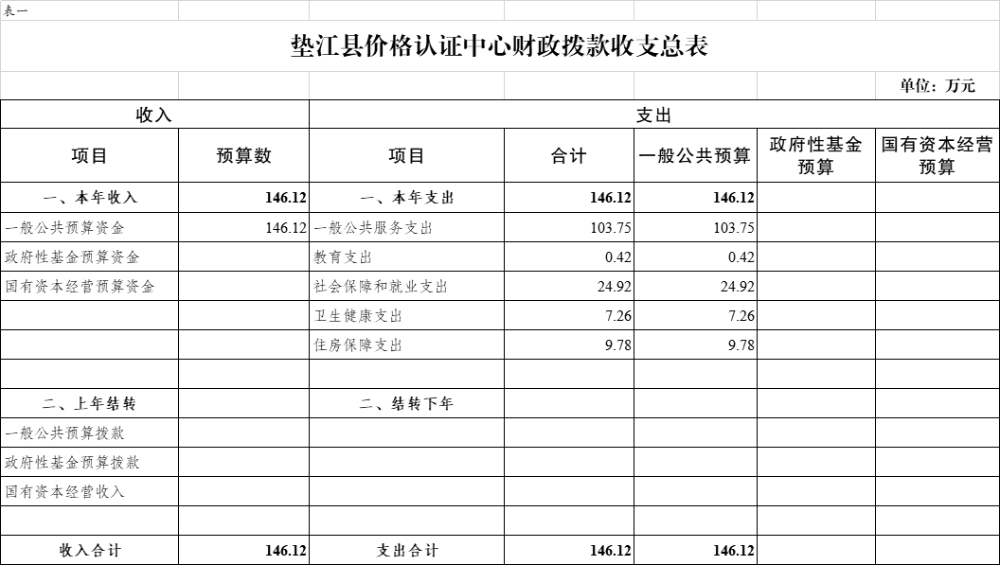 表一
垫江县价格认证中心财政拨款收支总表
单位：万元
收入 支出
项目 预算数 项目 合计 一般公共预算 政府性基金预算 国有资本经营预算
一、本年收入 146.12 一、本年支出 146.12 146.12
一般公共预算资金 146.12 一般公共服务支出 103.75 103.75
政府性基金预算资金 教育支出 0.42 0.42
国有资本经营预算资金 社会保障和就业支出 24.92 24.92
卫生健康支出 7.26 7.26
住房保障支出 9.78 9.78
二、上年结转 二、结转下年
一般公共预算拨款
政府性基金预算拨款
国有资本经营收入
收入合计 146.12 支出合计 146.12 146.12